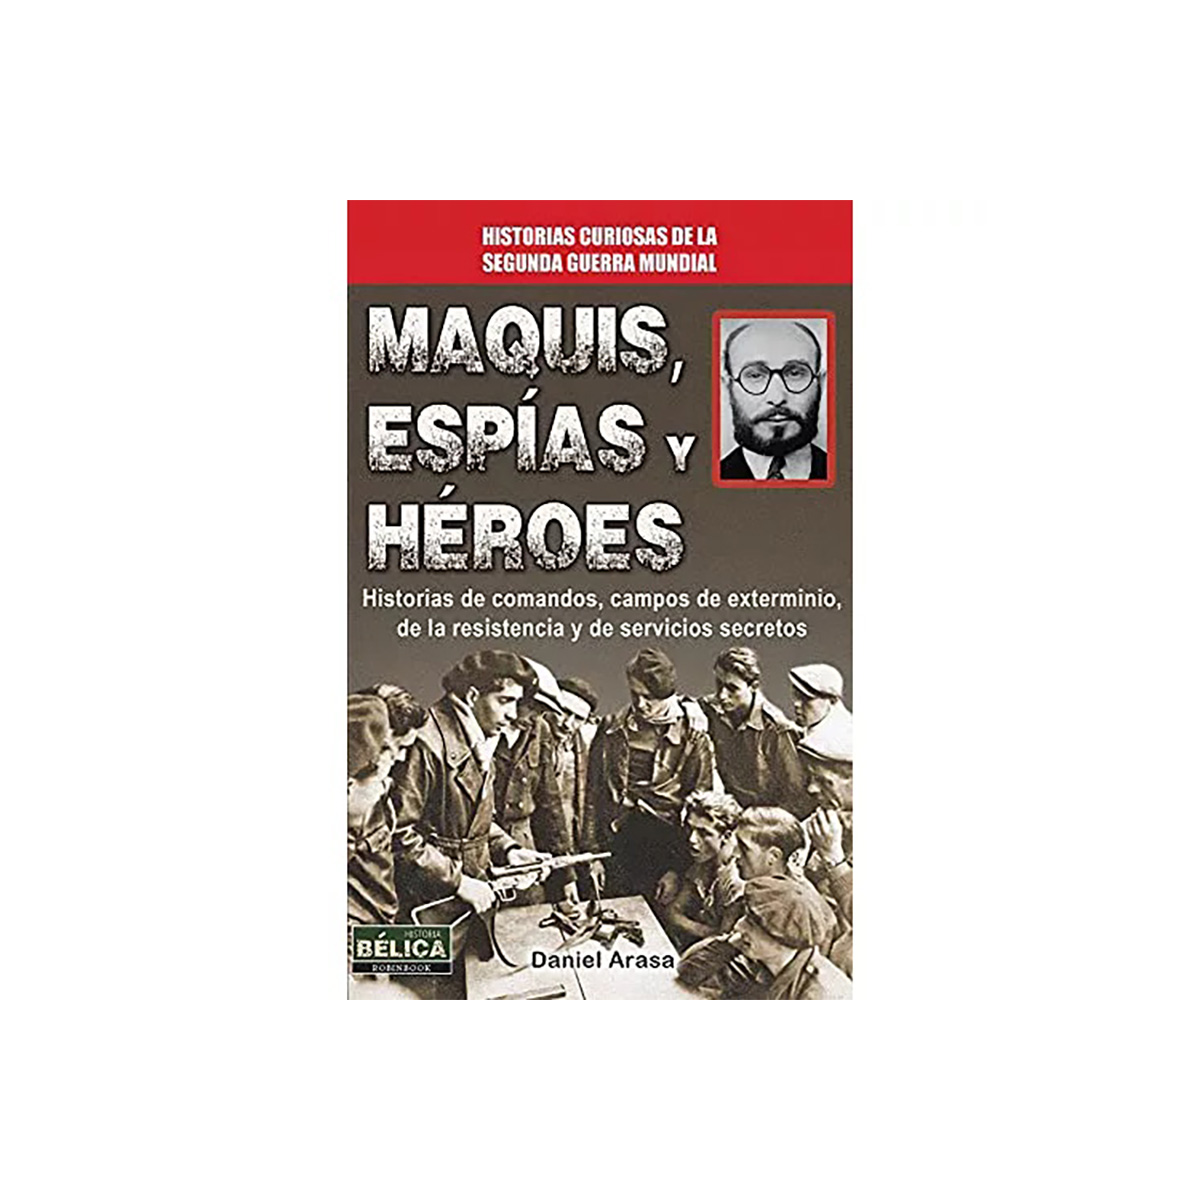 HISTORIAS CURIOSAS DE LA
SEGUNDA GUERRA MUNDIAL
MAQUIS,
ESPÍAS Y
HÉROES
Historias de comandos, campos de exterminio,
de la resistencia y de servicios secretos
HISTORIA
BÉLICA
ROBINBOOK
Daniel Arasa